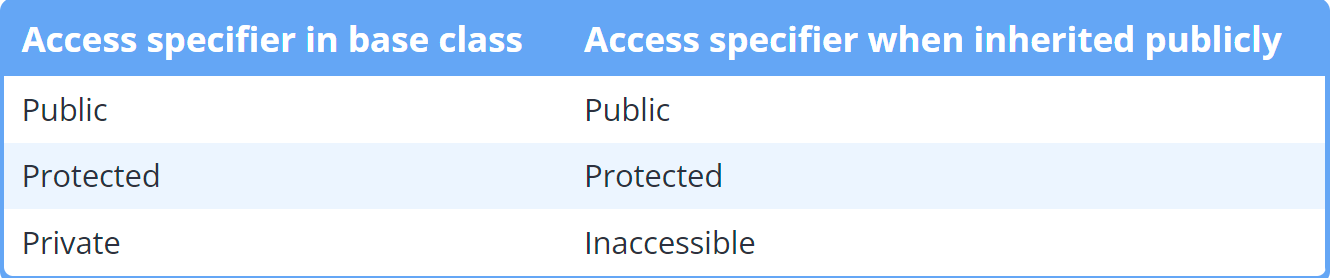 Access specifier in base class Access specifier when inherited publicly
Public Public
Protected Protected
Private Inaccessible